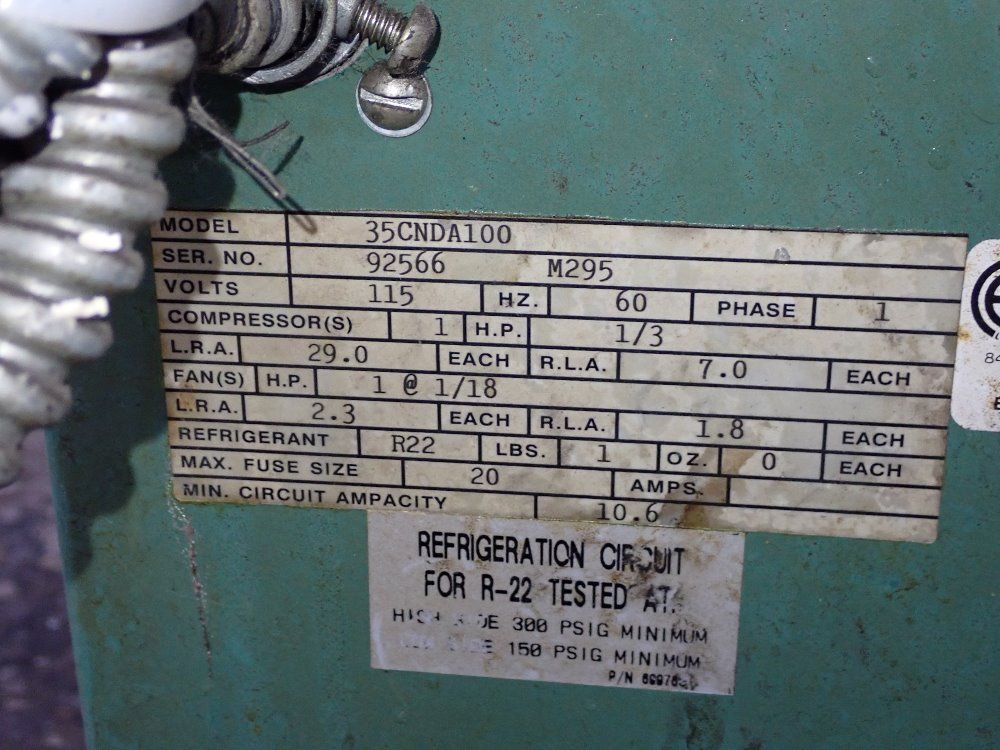 MODEL 35CNDA100
SER. NO. 92566 M295
VOLTS 115 HZ. 60 PHASE 1
COMPRESSOR(S) 1 H.P. 1/3
L.R.A. 29.0 EACH R.L.A. 7.0 EACH
FAN(S) H.P. 1 @ 1/18
L.R.A. 2.3 EACH R.L.A. 1.8 EACH
REFRIGERANT R22 LBS. 1 OZ. 0 EACH
MAX. FUSE SIZE 20 AMPS.
MIN. CIRCUIT AMPACITY 10.6
REFRIGERATION CIRCUIT
FOR R-22 TESTED AT.
HIGH SIDE 300 PSIG MINIMUM
150 PSIG MINIMUM
P/N
84